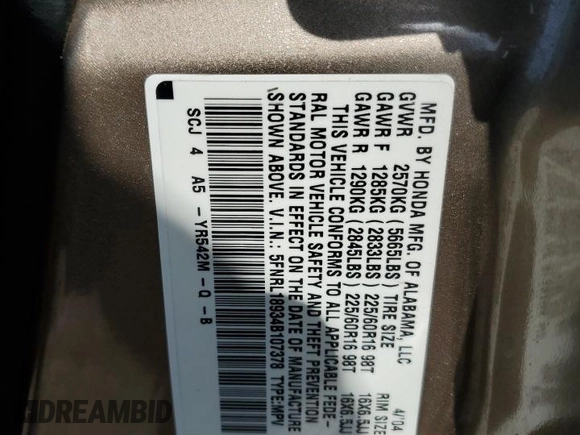 MFD. BY HONDA MFG. OF ALABAMA, LLC 4/04
GVWR 2570KG (5665LBS) TIRE SIZE RIM SIZE
GAWR F 1285KG (2833LBS) 225/60R16 98T 16X6.5JJ
GAWR R 1290KG (2845LBS) 225/60R16 98T 16X6.5JJ
THIS VEHICLE CONFORMS TO ALL APPLICABLE FEDE-
RAL MOTOR VEHICLE SAFETY AND THEFT PREVENTION
STANDARDS IN EFFECT ON THE DATE OF MANUFACTURE
SHOWN ABOVE. V.I.N.: 5FNRL18934B107378 TYPE:MPV
SCJ 4 A5 -YR542M - Q - B
DREAMBID